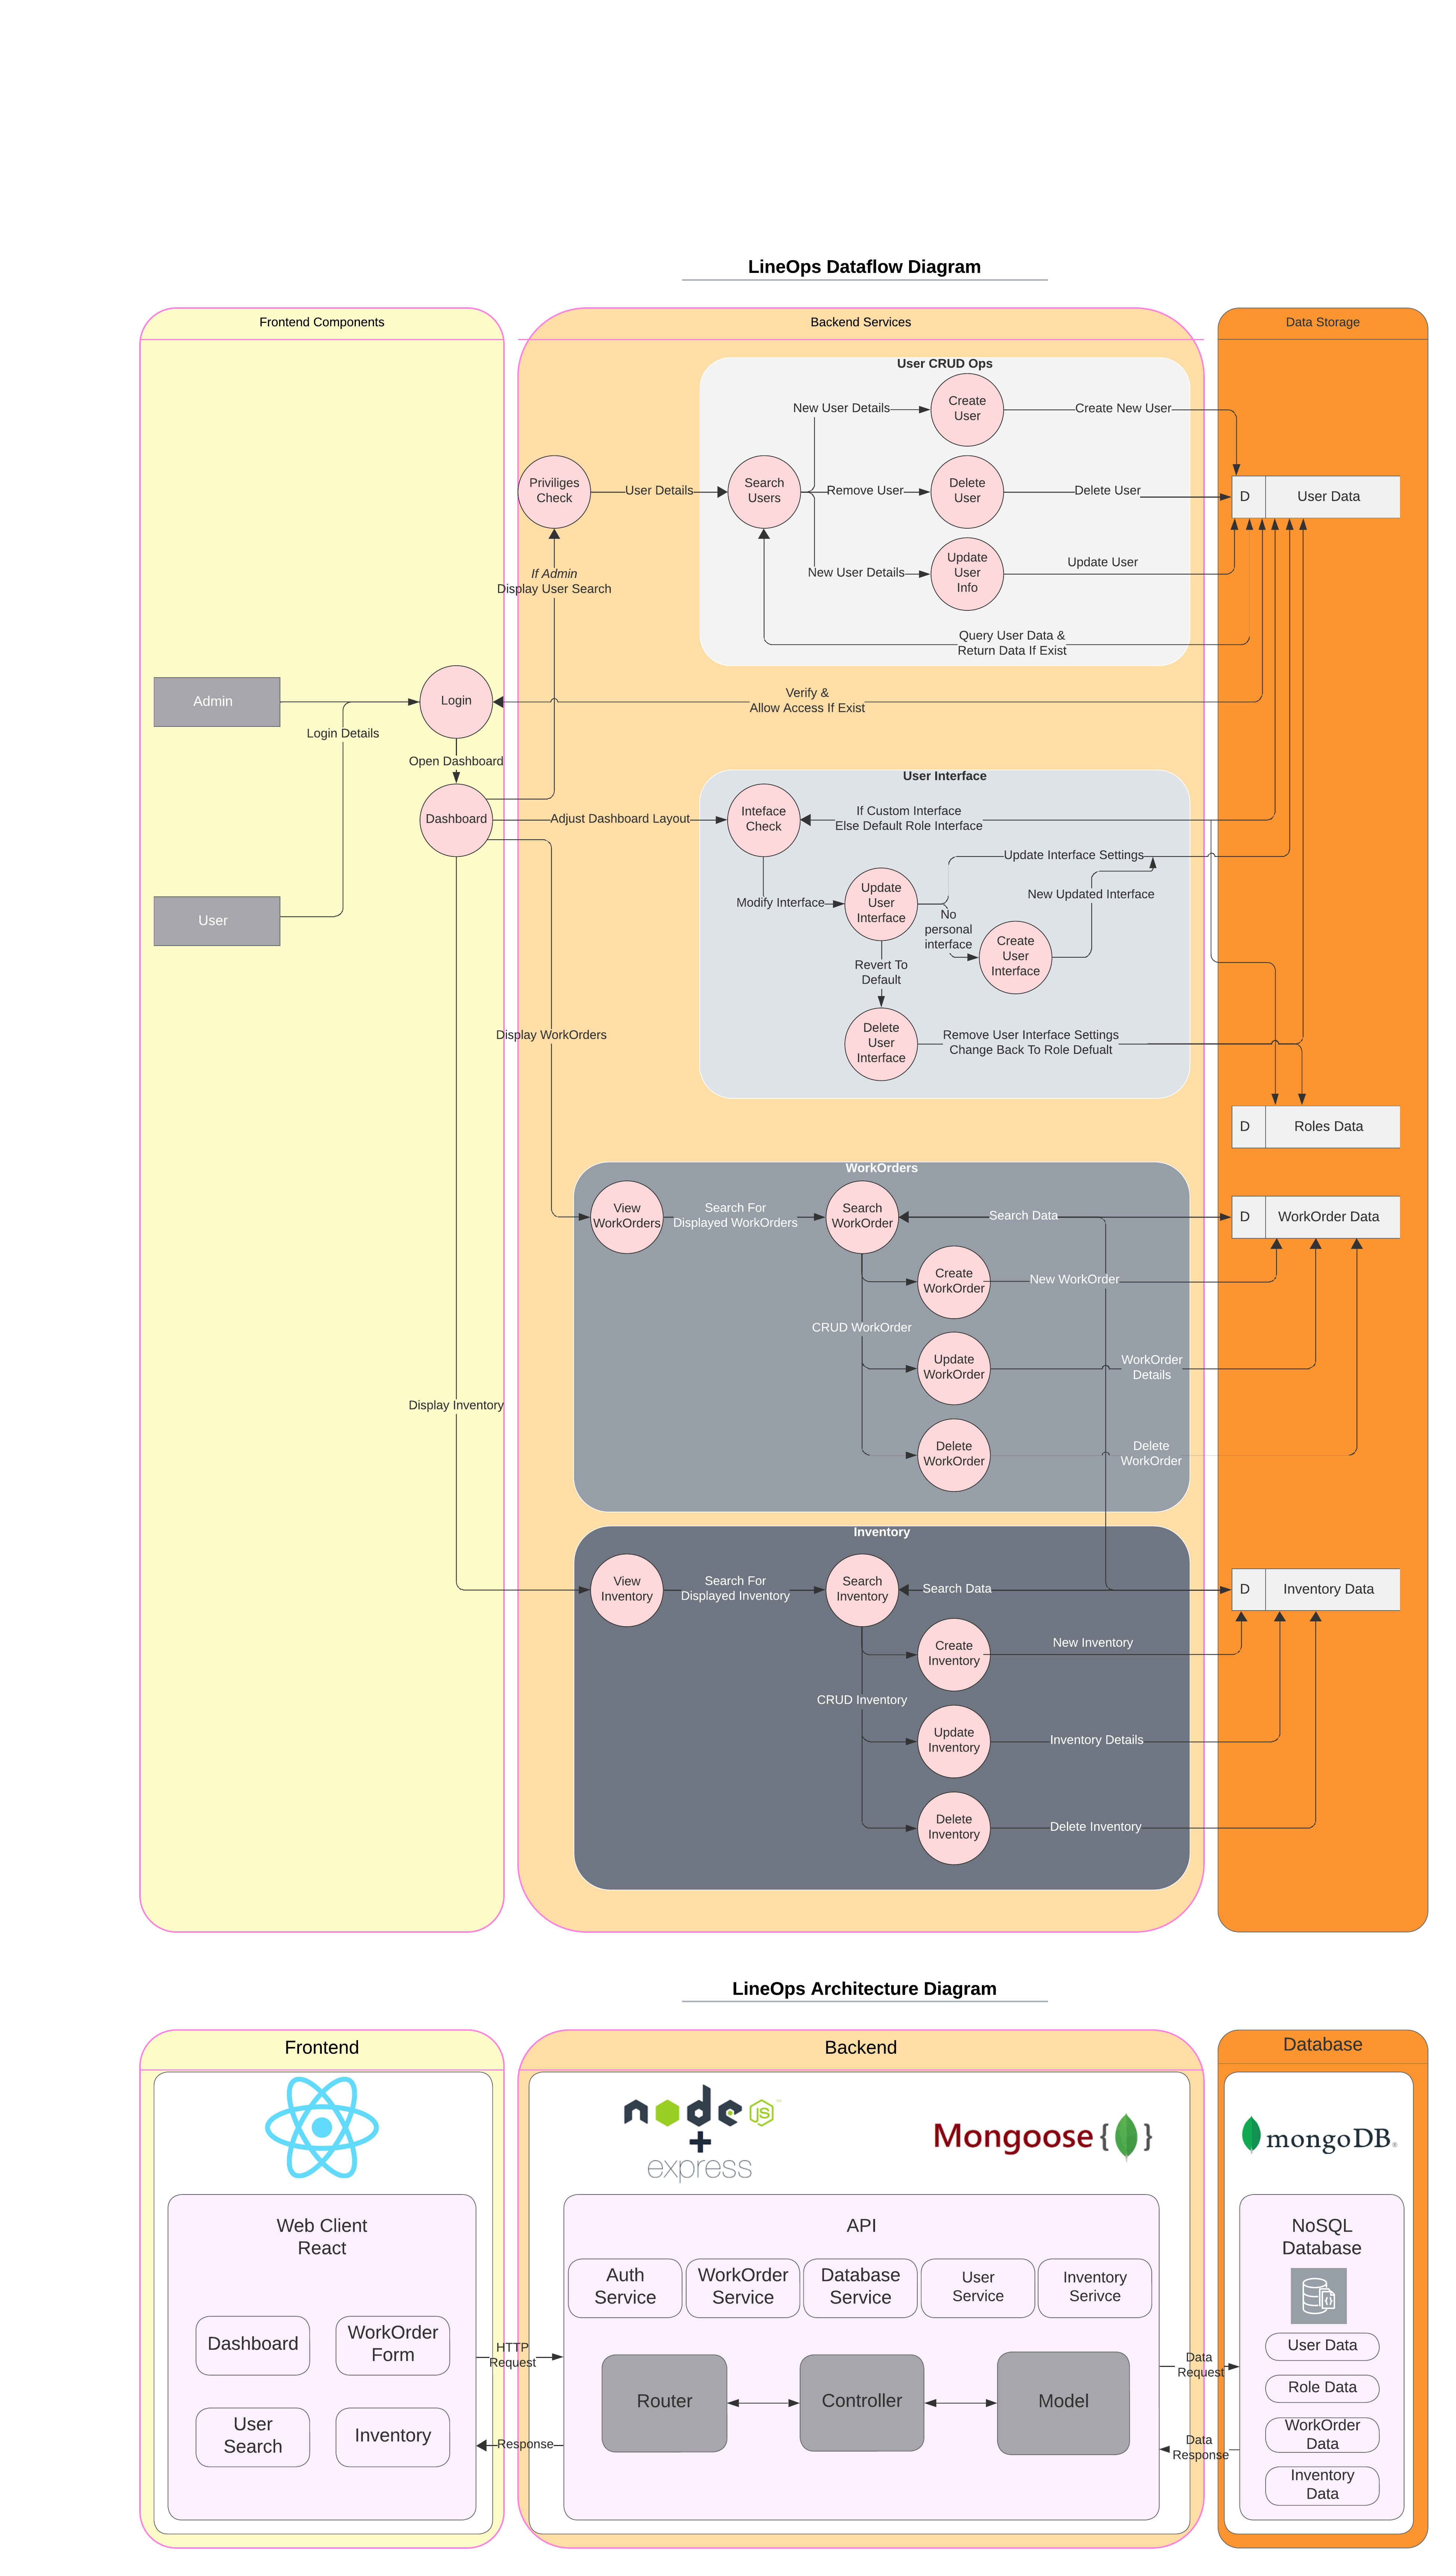 LineOps Dataflow Diagram
Frontend Components
Backend Services
Data Storage
User CRUD Ops
New User Details
Create
User
Create New User
Priviliges
Check
User Details
Search
Users
Remove User
Delete
User
Delete User
D
User Data
If Admin
Display User Search
New User Details
Update
User
Info
Update User
Query User Data &
Return Data If Exist
Admin
Login
Verify &
Allow Access If Exist
Login Details
Open Dashboard
User Interface
Dashboard
Adjust Dashboard Layout
Inteface
Check
If Custom Interface
Else Default Role Interface
Update Interface Settings
User
Modify Interface
Update
User
Interface
New Updated Interface
No
personal
interface
Create
User
Interface
Revert To
Default
Display WorkOrders
Delete
User
Interface
Remove User Interface Settings
Change Back To Role Defualt
D
Roles Data
WorkOrders
View
WorkOrders
Search For
Displayed WorkOrders
Search
WorkOrder
Search Data
D
WorkOrder Data
Create
WorkOrder
New WorkOrder
CRUD WorkOrder
Update
WorkOrder
WorkOrder
Details
Display Inventory
Delete
WorkOrder
Delete
WorkOrder
Inventory
View
Inventory
Search For
Displayed Inventory
Search
Inventory
Search Data
D
Inventory Data
Create
Inventory
New Inventory
CRUD Inventory
Update
Inventory
Inventory Details
Delete
Inventory
Delete Inventory
LineOps Architecture Diagram
Frontend
Backend
Database
node JS
+
express
Mongoose { }
mongoDB
Web Client
React
API
NoSQL
Database
Auth
Service
WorkOrder
Service
Database
Service
User
Service
Inventory
Serivce
Dashboard
WorkOrder
Form
HTTP
Request
Router
Controller
Model
Data
Request
User Data
Role Data
User
Search
Inventory
Response
Data
Response
WorkOrder
Data
Inventory
Data